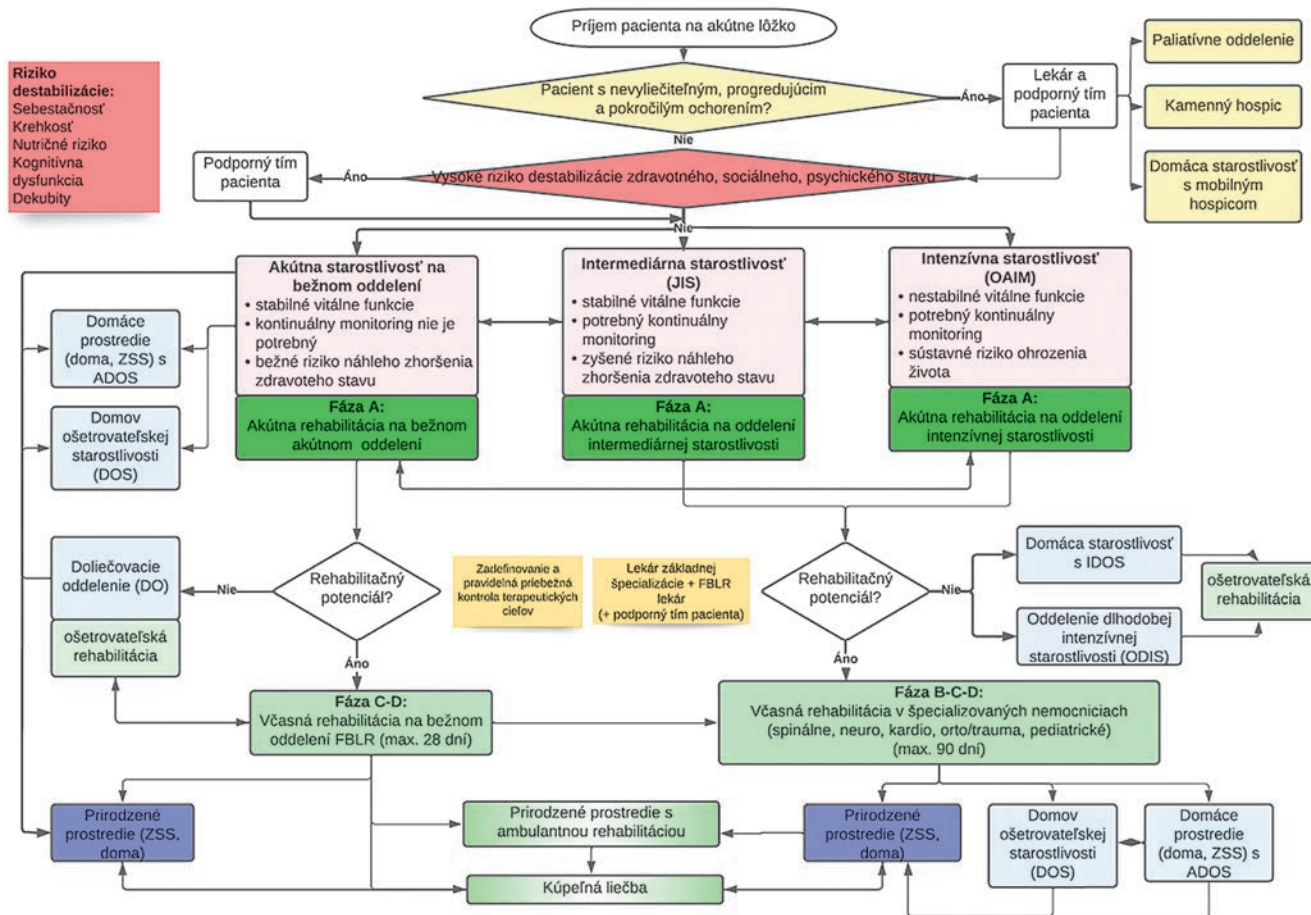 Príjem pacienta na akútne lôžko
Riziko
destabilizácie:
Sebestačnosť
Krehkosť
Nutričné riziko
Kognitívna
dysfunkcia
Dekubity
Pacient s nevyliečiteľným, progredujúcim
a pokročilým ochorením?
Áno
Lekár a
podporný tím
pacienta
Paliatívne oddelenie
Kamenný hospic
Domáca starostlivosť
s mobilným
hospicom
Nie
Podporný tím
pacienta
Áno
Vysoké riziko destabilizácie zdravotného, sociálneho, psychického stavu
Nie
Akútna starostlivosť na
bežnom oddelení
• stabilné vitálne funkcie
• kontinuálny monitoring nie je
potrebný
• bežné riziko náhleho zhoršenia
zdravoteho stavu
Fáza A:
Akútna rehabilitácia na bežnom
akútnom oddelení
Intermediárna starostlivosť
(JIS)
• stabilné vitálne funkcie
• potrebný kontinuálny
monitoring
• zyšené riziko náhleho
zhoršenia zdravoteho stavu
Fáza A:
Akútna rehabilitácia na oddelení
intermediárnej starostlivosti
Intenzívna starostlivosť
(OAIM)
• nestabilné vitálne funkcie
• potrebný kontinuálny
monitoring
• sústavné riziko ohrozenia
života
Fáza A:
Akútna rehabilitácia na oddelení
intenzívnej starostlivosti
Domáce
prostredie
(doma, ZSS) s
ADOS
Domov
ošetrovateľskej
starostlivosti
(DOS)
Doliečovacie
oddelenie (DO)
ošetrovateľská
rehabilitácia
Nie
Rehabilitačný
potenciál?
Zadefinovanie a
pravidelná priebežná
kontrola terapeutických
cieľov
Lekár základnej
špecializácie + FBLR
lekár
(+ podporný tím pacienta)
Rehabilitačný
potenciál?
Nie
Domáca starostlivosť
s IDOS
Oddelenie dlhodobej
intenzívnej
starostlivosti (ODIS)
ošetrovateľská
rehabilitácia
Áno
Áno
Fáza C-D:
Včasná rehabilitácia na bežnom
oddelení FBLR (max. 28 dní)
Fáza B-C-D:
Včasná rehabilitácia v špecializovaných nemocniciach
(spinálne, neuro, kardio, orto/trauma, pediatrické)
(max. 90 dní)
Prirodzené
prostredie (ZSS,
doma)
Prirodzené prostredie s
ambulantnou rehabilitáciou
Kúpeľná liečba
Prirodzené
prostredie (ZSS,
doma)
Domov
ošetrovateľskej
starostlivosti
(DOS)
Domáce
prostredie
(doma, ZSS) s
ADOS